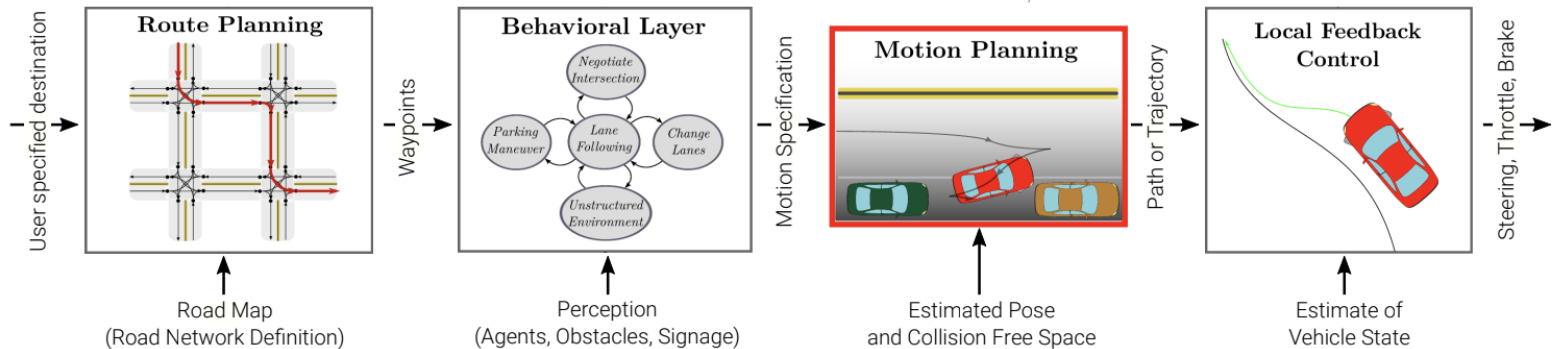 User specified destination
Route Planning
Road Map
(Road Network Definition)
Waypoints
Behavioral Layer
Negotiate
Intersection
Parking
Maneuver
Lane
Following
Change
Lanes
Unstructured
Environment
Perception
(Agents, Obstacles, Signage)
Motion Specification
Motion Planning
Estimated Pose
and Collision Free Space
Path or Trajectory
Local Feedback
Control
Estimate of
Vehicle State
Steering, Throttle, Brake